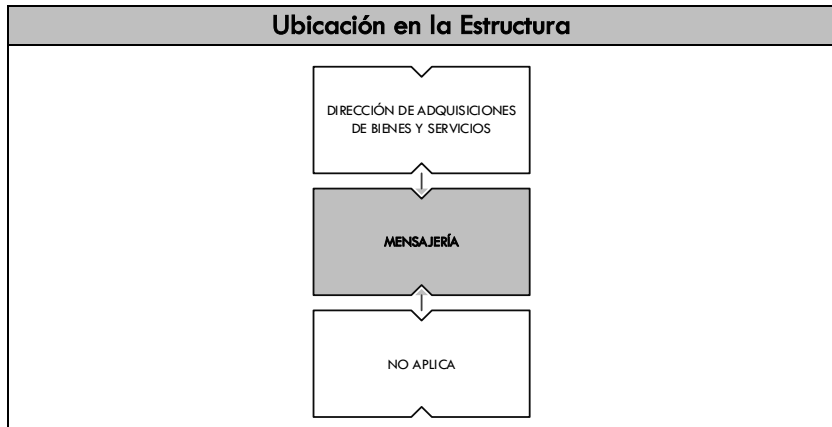 Ubicación en la Estructura
DIRECCIÓN DE ADQUISICIONES
DE BIENES Y SERVICIOS
MENSAJERÍA
NO APLICA